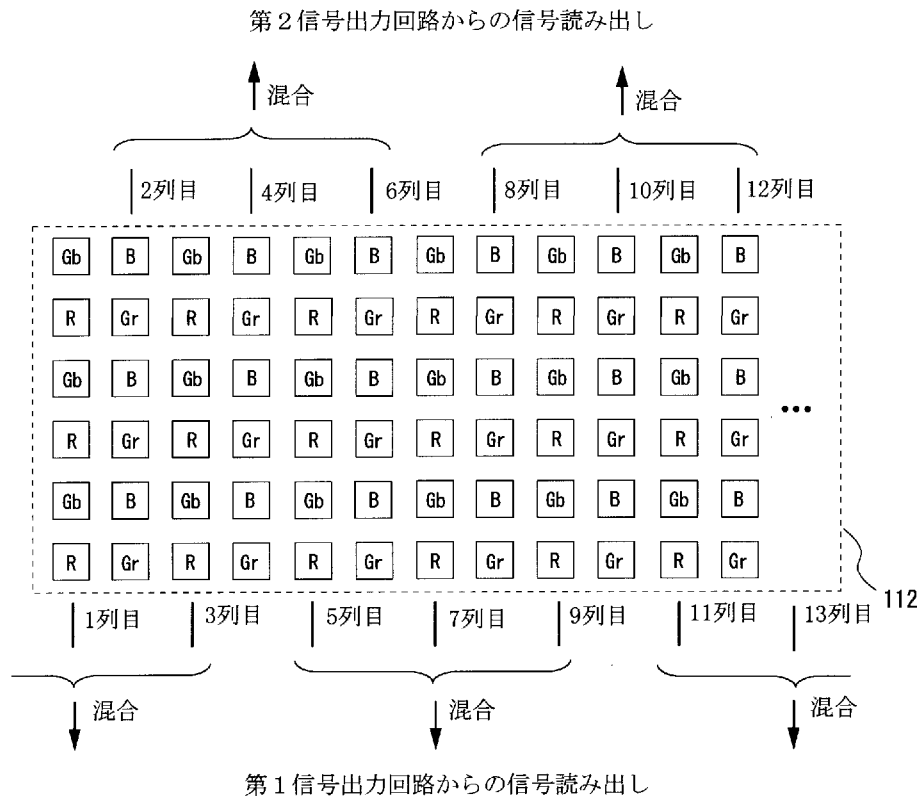 第2信号出力回路からの信号読み出し
混合 混合
2列目 4列目 6列目 8列目 10列目 12列目
Gb B Gb B Gb B Gb B Gb B Gb B
R Gr R Gr R Gr R Gr R Gr R Gr
Gb B Gb B Gb B Gb B Gb B Gb B
•••
R Gr R Gr R Gr R Gr R Gr R Gr
Gb B Gb B Gb B Gb B Gb B Gb B
R Gr R Gr R Gr R Gr R Gr R Gr
112
1列目 3列目 5列目 7列目 9列目 11列目 13列目
混合 混合 混合
第1信号出力回路からの信号読み出し